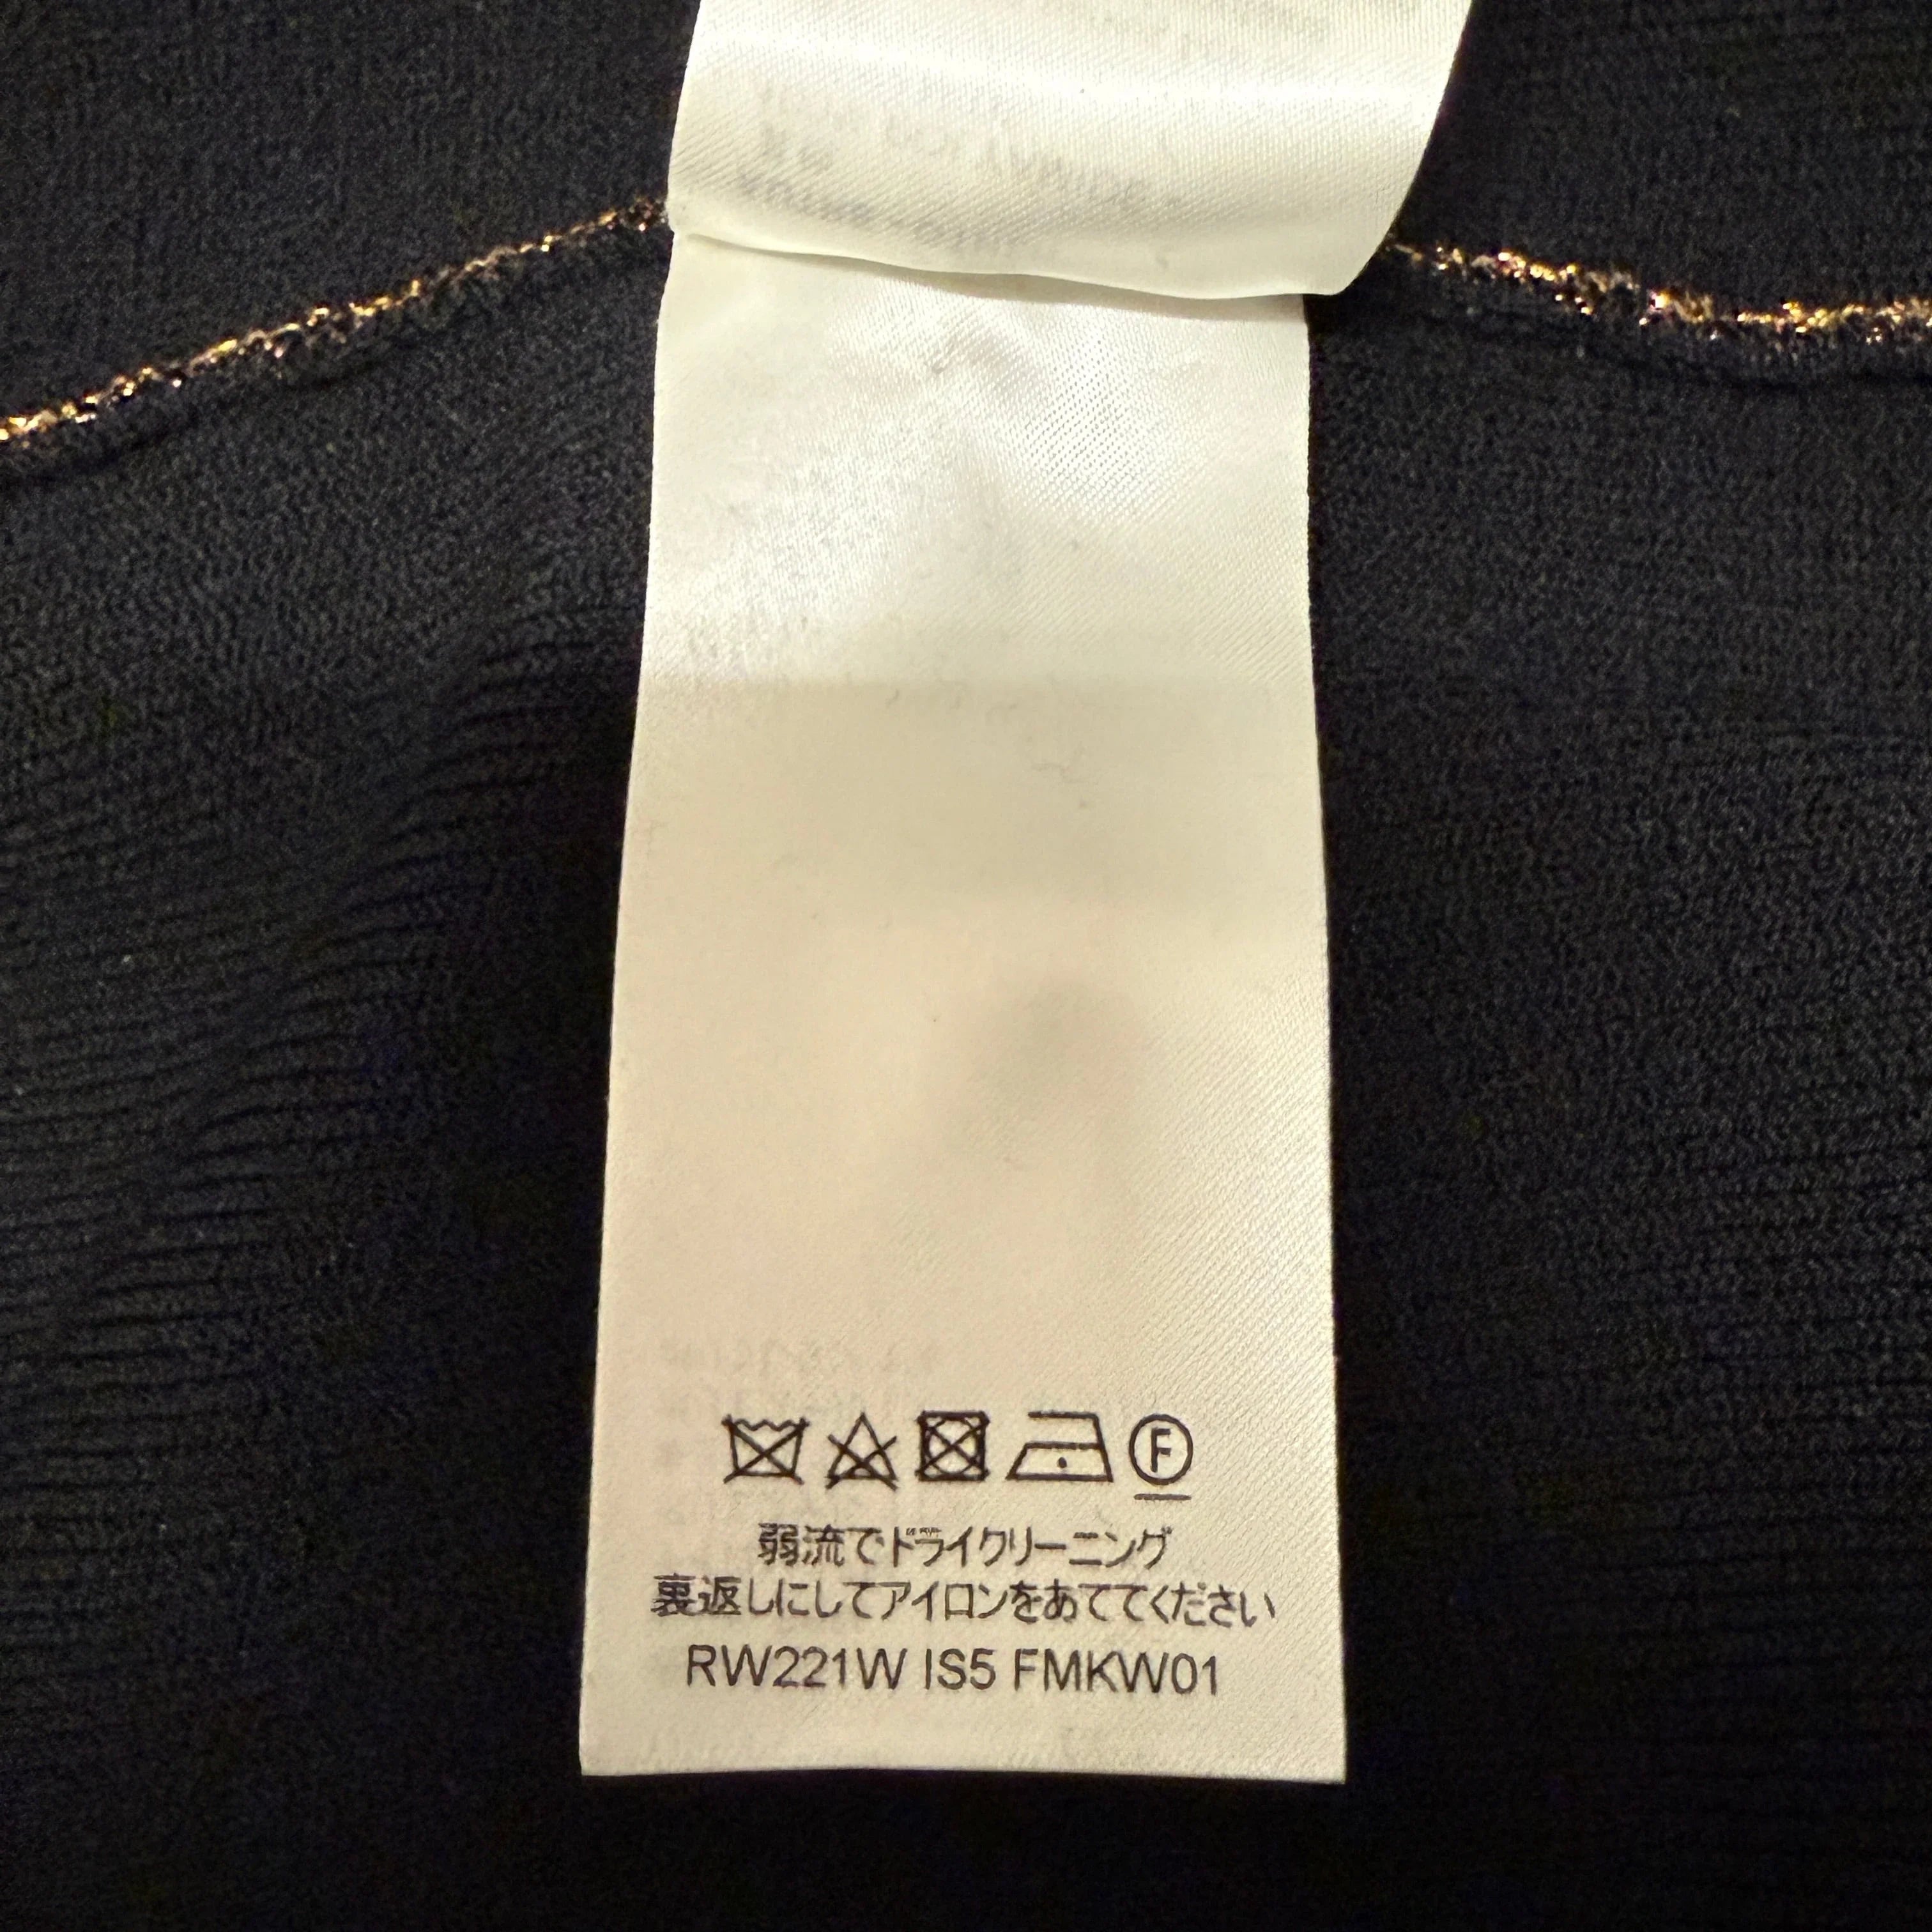 F
弱流でドライクリーニング
裏返しにしてアイロンをあててください
RW221W IS5 FMKW01